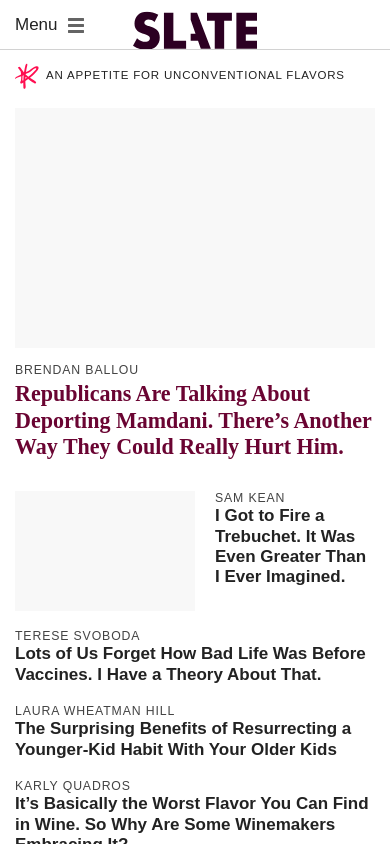 Menu
SLATE
AN APPETITE FOR UNCONVENTIONAL FLAVORS
BRENDAN BALLOU
Republicans Are Talking About
Deporting Mamdani. There’s Another
Way They Could Really Hurt Him.
SAM KEAN
I Got to Fire a
Trebuchet. It Was
Even Greater Than
I Ever Imagined.
TERESE SVOBODA
Lots of Us Forget How Bad Life Was Before
Vaccines. I Have a Theory About That.
LAURA WHEATMAN HILL
The Surprising Benefits of Resurrecting a
Younger-Kid Habit With Your Older Kids
KARLY QUADROS
It’s Basically the Worst Flavor You Can Find
in Wine. So Why Are Some Winemakers
Embracing It?